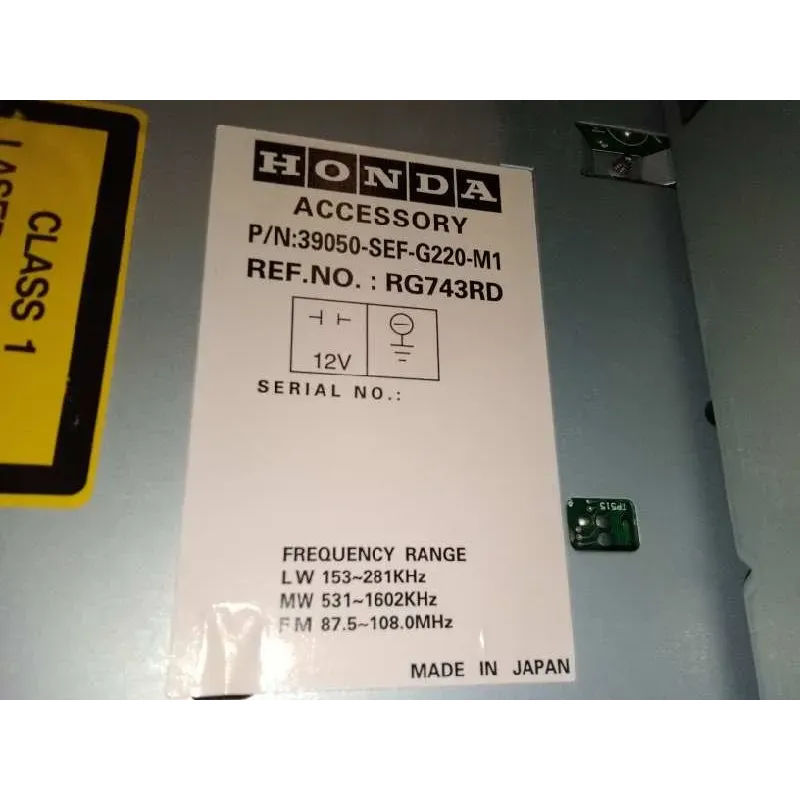 HONDA
ACCESSORY
P/N:39050-SEF-G220-M1
REF.NO. : RG743RD
12V
SERIAL NO.:
FREQUENCY RANGE
LW 153~281KHz
MW 531~1602KHz
FM 87.5~108.0MHz
MADE IN JAPAN
CLASS 1
TP515